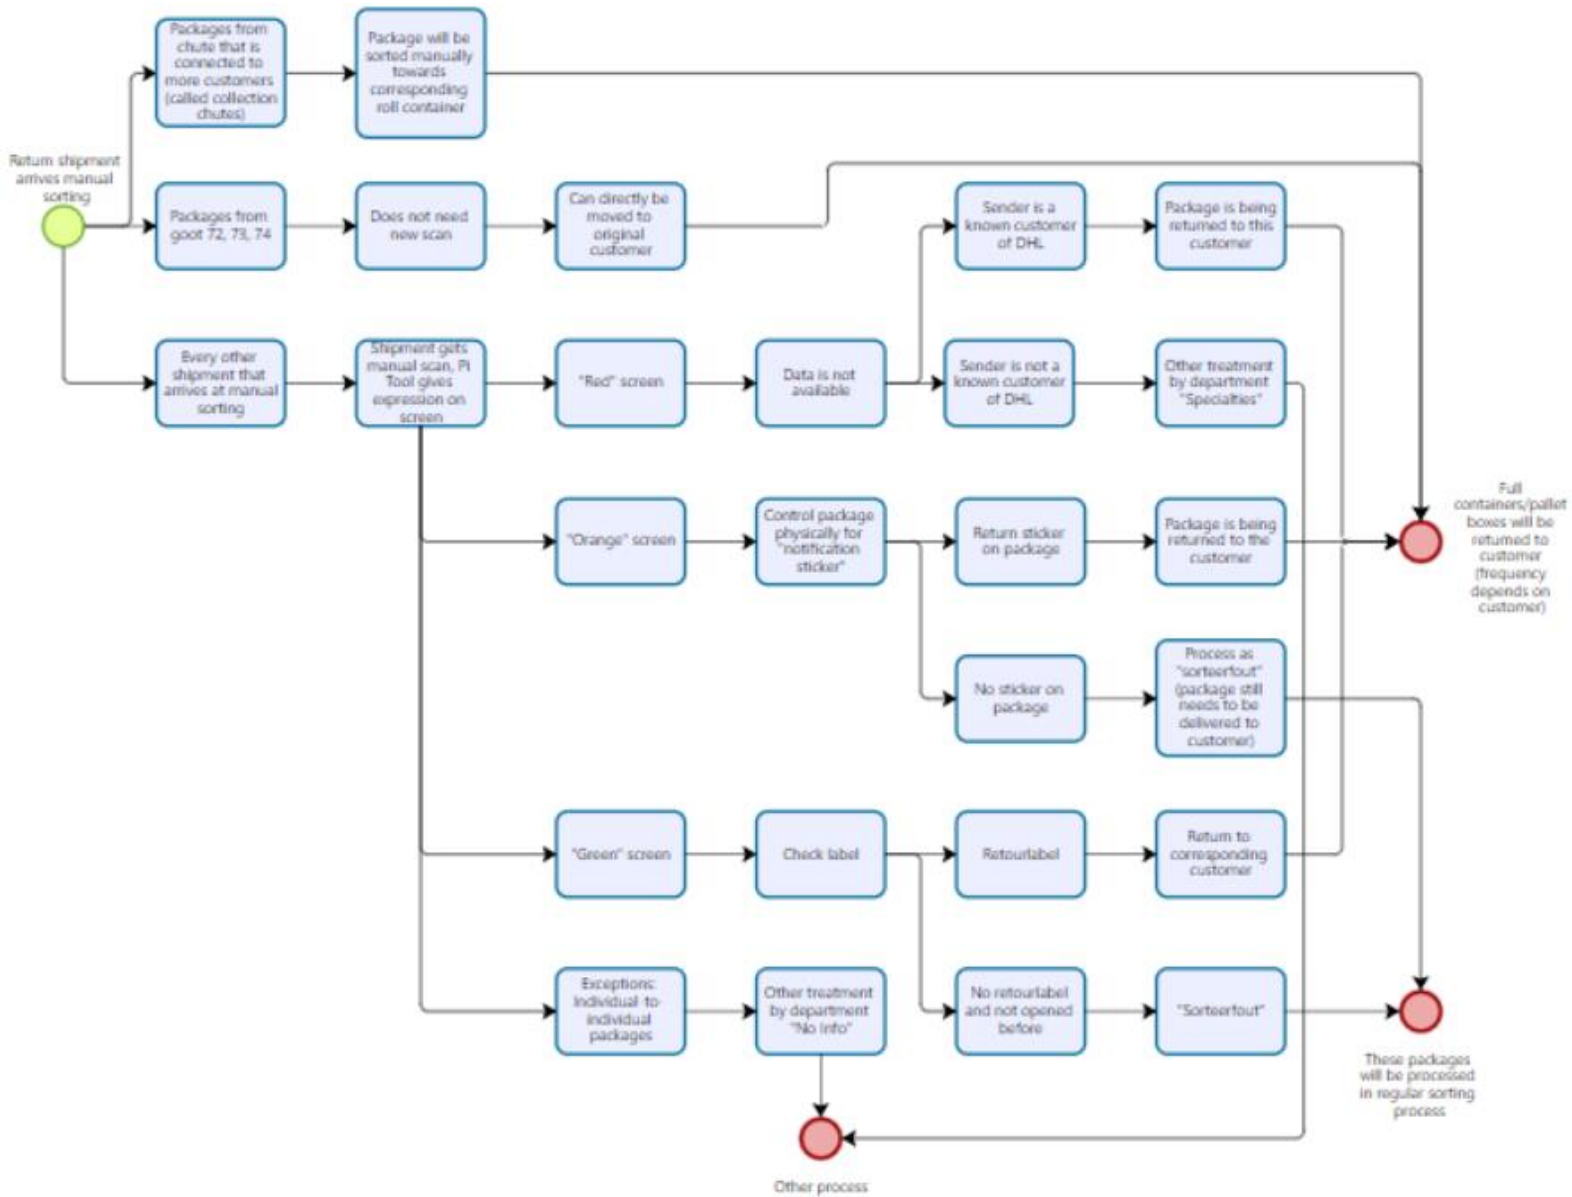 Packages from
chute that is
connected to
more customers
(called collection
chutes)
Package will be
sorted manually
towards
corresponding
roll container
Return shipment
arrives manual
sorting
Packages from
goot 72, 73, 74
Does not need
new scan
Can directly be
moved to
original
customer
Sender is a
known customer
of DHL
Package is being
returned to this
customer
Every other
shipment that
arrives at manual
sorting
Shipment gets
manual scan, PI
Tool gives
expression on
screen
"Red" screen
Data is not
available
Sender is not a
known customer
of DHL
Other treatment
by department
"Specialties"
"Orange" screen
Control package
physically for
"notification
sticker"
Return sticker
on package
Package is being
returned to the
customer
Full
containers/pallet
boxes will be
returned to
customer
(frequency
depends on
customer)
No sticker on
package
Process as
"sorteerfout"
(package still
needs to be
delivered to
customer)
"Green" screen
Check label
Retourlabel
Return to
corresponding
customer
Exceptions:
Individual-to-
individual
packages
Other treatment
by department
"No Info"
No retourlabel
and not opened
before
"Sorteerfout"
These packages
will be processed
in regular sorting
process
Other process